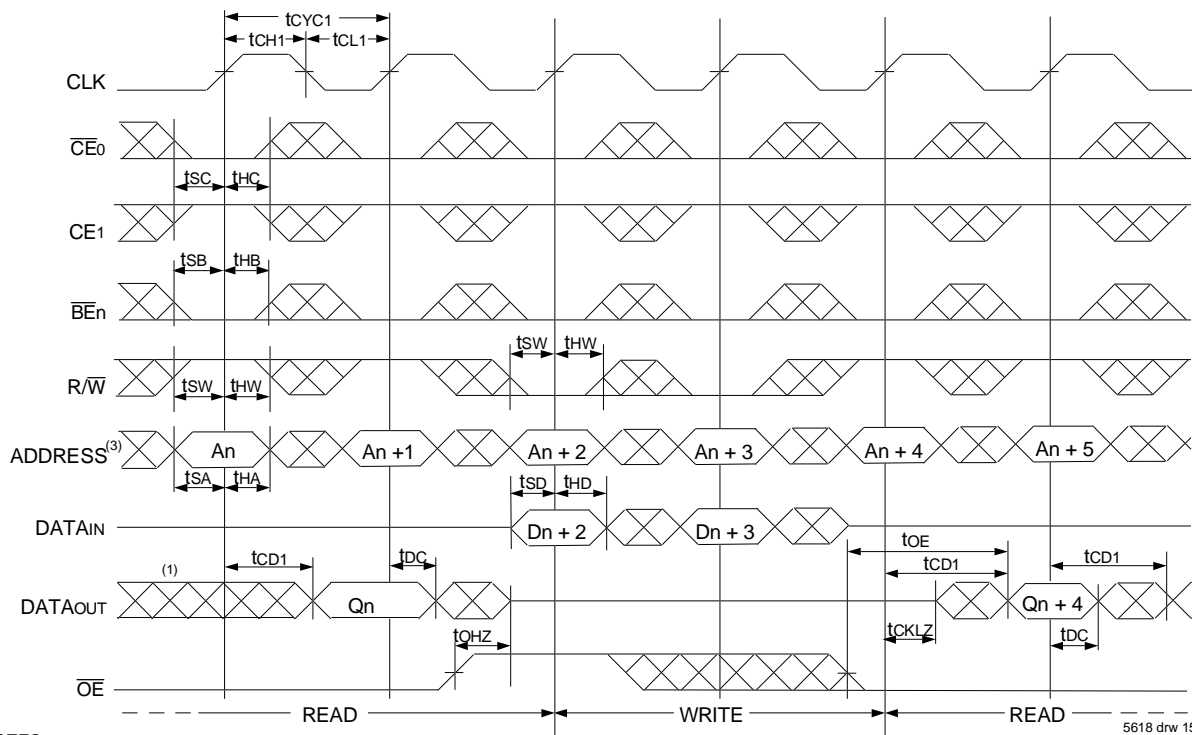 tCYC1
tCH1 tCL1
CLK
CE0
tSC tHC
CE1
tSB tHB
BEn
tSW tHW
R/W
tSW tHW
ADDRESS(3) An An +1 An + 2 An + 3 An + 4 An + 5
tSA tHA
tSD tHD
DATAIN Dn + 2 Dn + 3
tOE
(1) tCD1 tDC tCD1 tCD1
DATAOUT Qn Qn + 4
tOHZ tCKLZ tDC
OE
READ WRITE READ
5618 drw 15